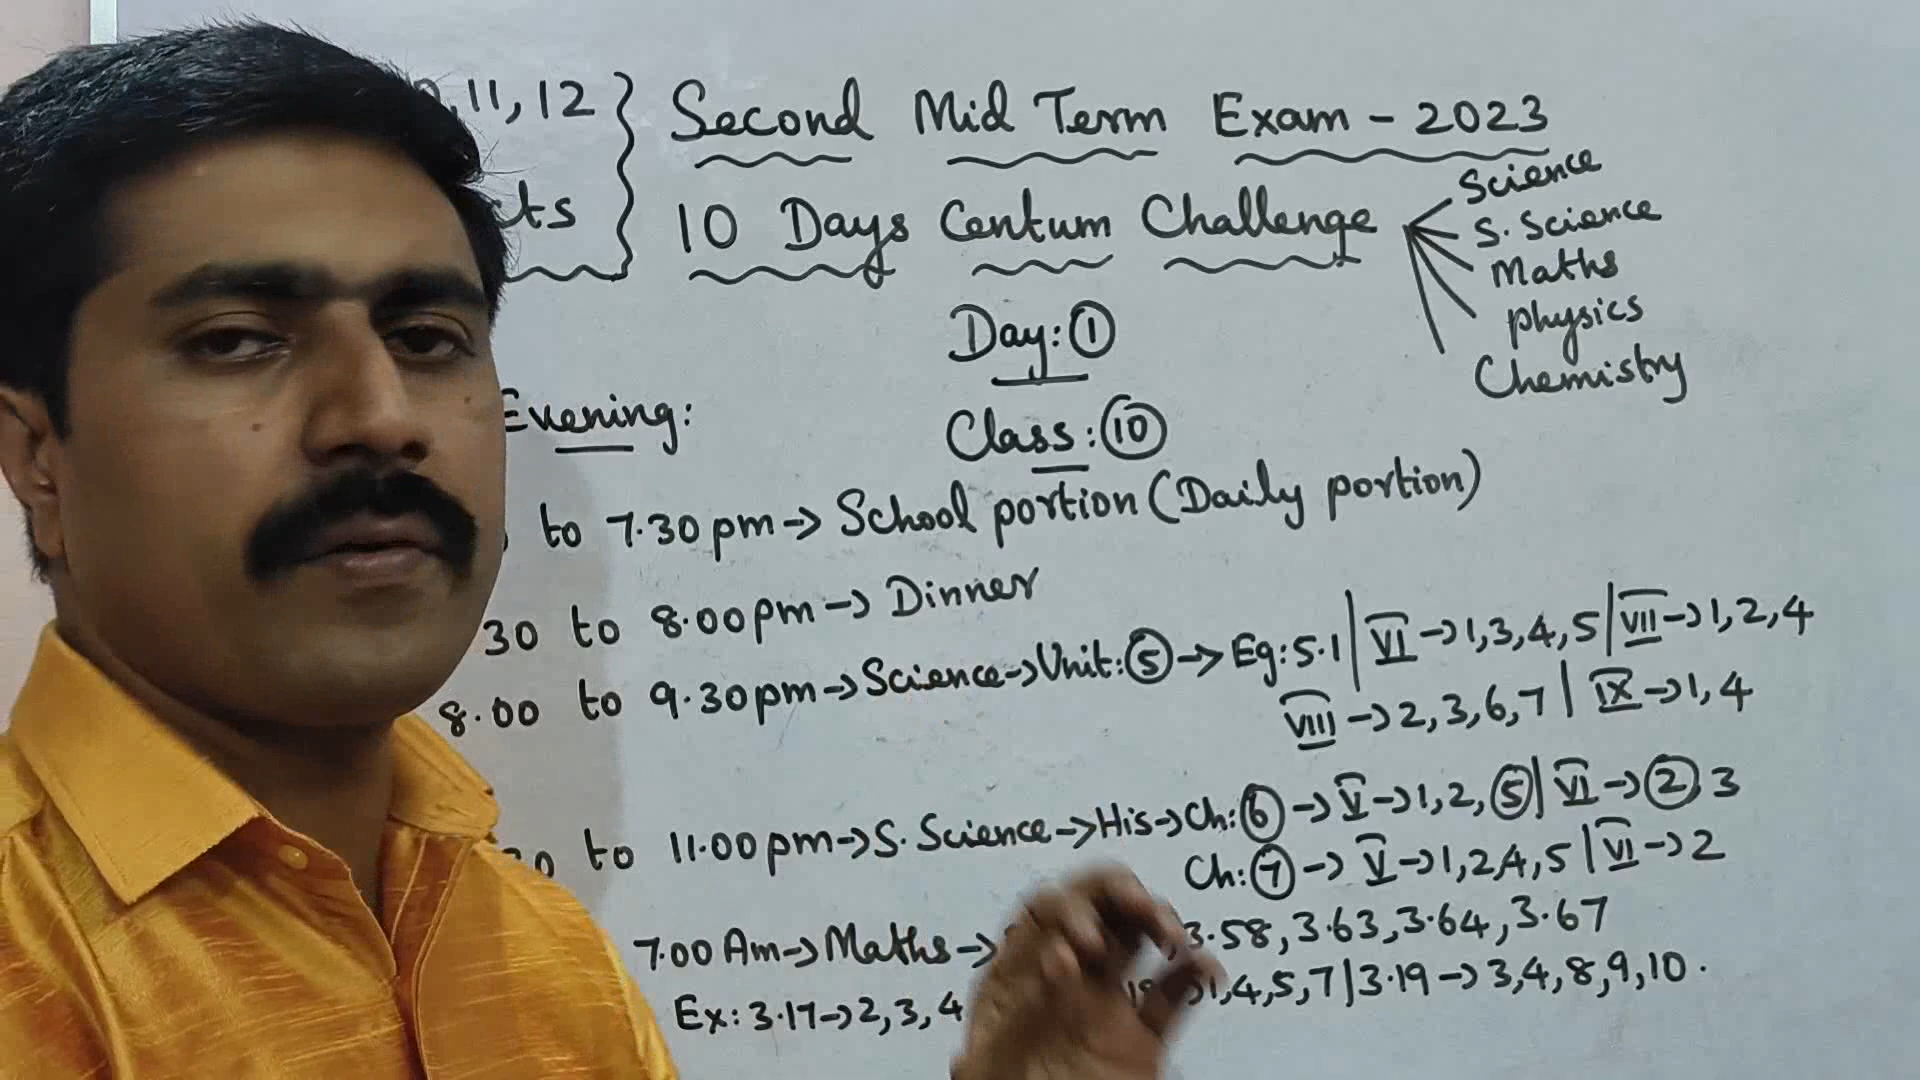 11, 12 } Second Mid Term Exam - 2023
10 Days Centum Challenge
Science
S. Science
Maths
Physics
Chemistry
Day: 1
Evening:
Class: 10
to 7.30 pm → School portion (Daily portion)
30 to 8.00 pm → Dinner
8.00 to 9.30 pm → Science → Unit: 5 → Eg: 5.1 | VI → 1, 3, 4, 5 | VII → 1, 2, 4
VIII → 2, 3, 6, 7 | IX → 1, 4
to 11.00 pm → S. Science → His → Ch: 6 → V → 1, 2, 5 | VI → 2, 3
Ch: 7 → V → 1, 2, 4, 5 | VI → 2
7.00 Am → Maths → 3.58, 3.63, 3.64, 3.67
Ex: 3.17 → 2, 3, 4 1, 4, 5, 7 | 3.19 → 3, 4, 8, 9, 10.